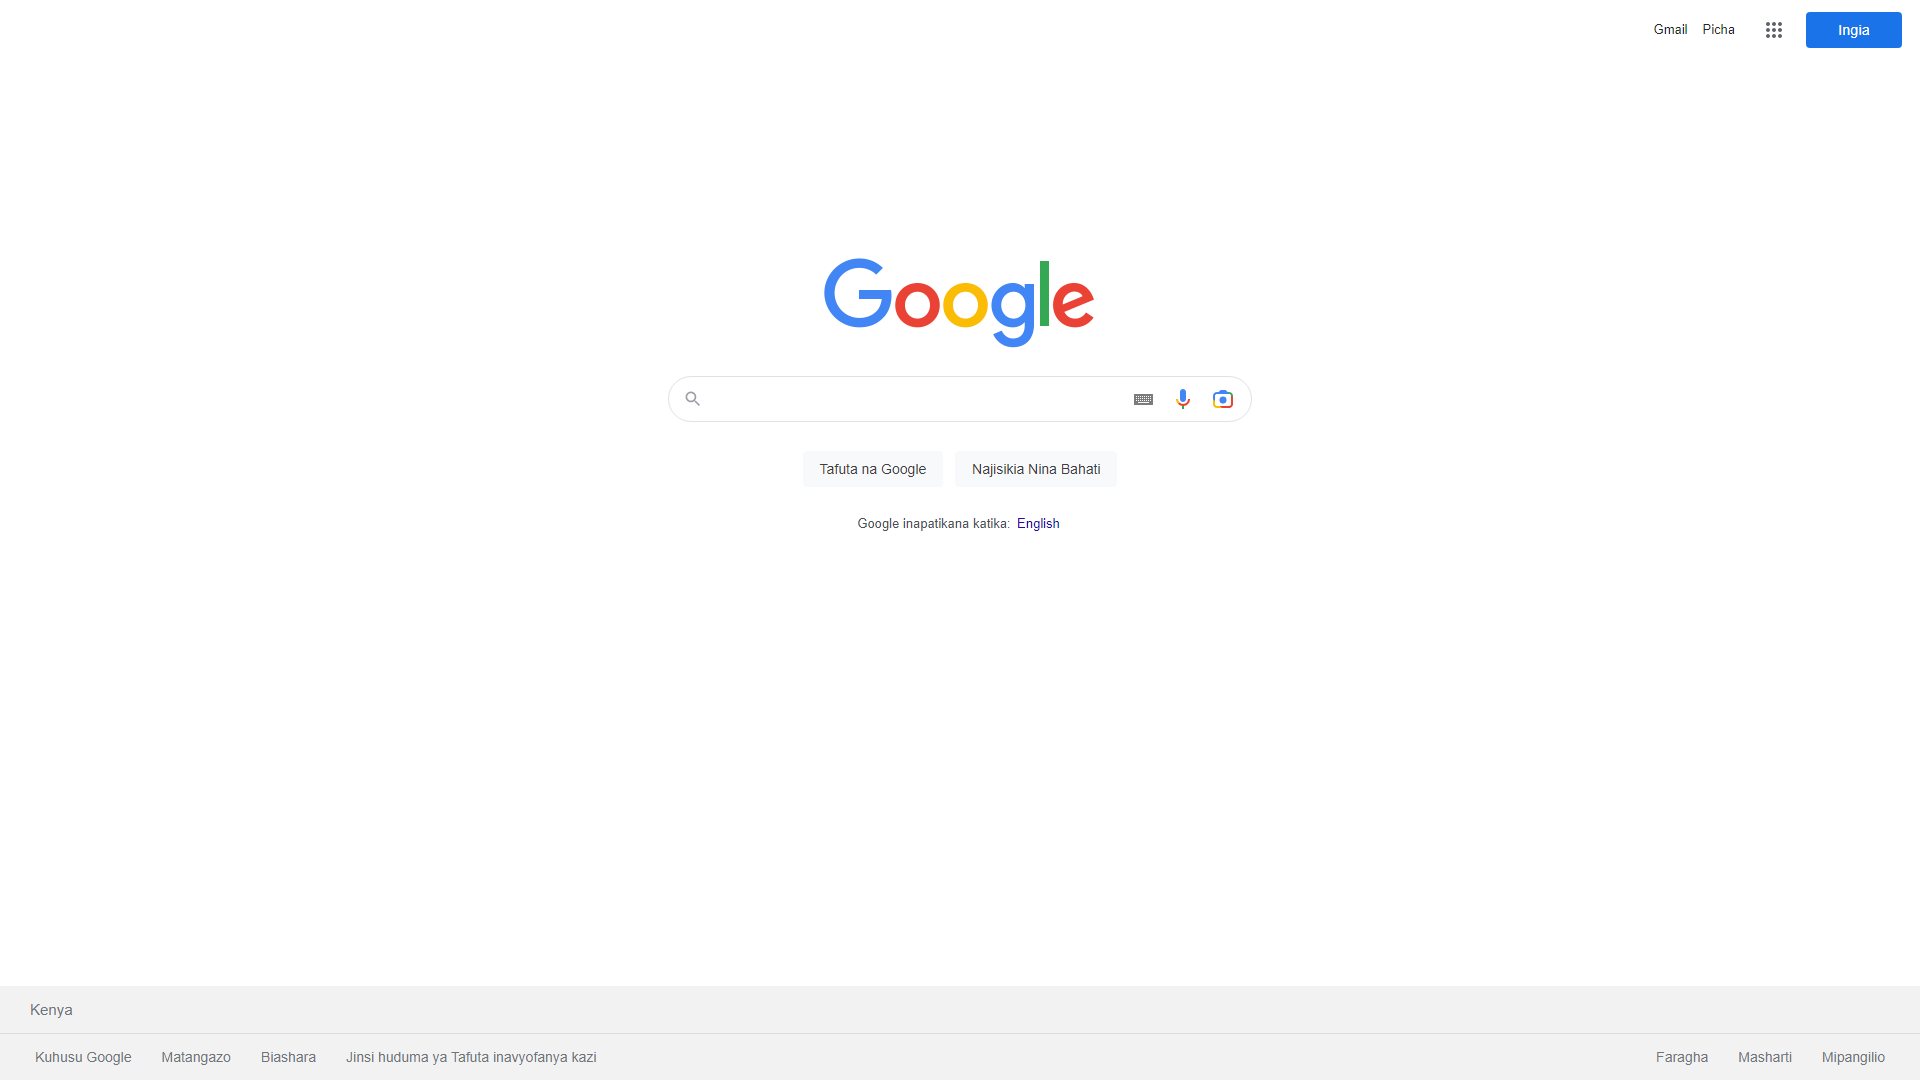 Gmail Picha Ingia
Google
Tafuta na Google Najisikia Nina Bahati
Google inapatikana katika: English
Kenya
Kuhusu Google Matangazo Biashara Jinsi huduma ya Tafuta inavyofanya kazi Faragha Masharti Mipangilio